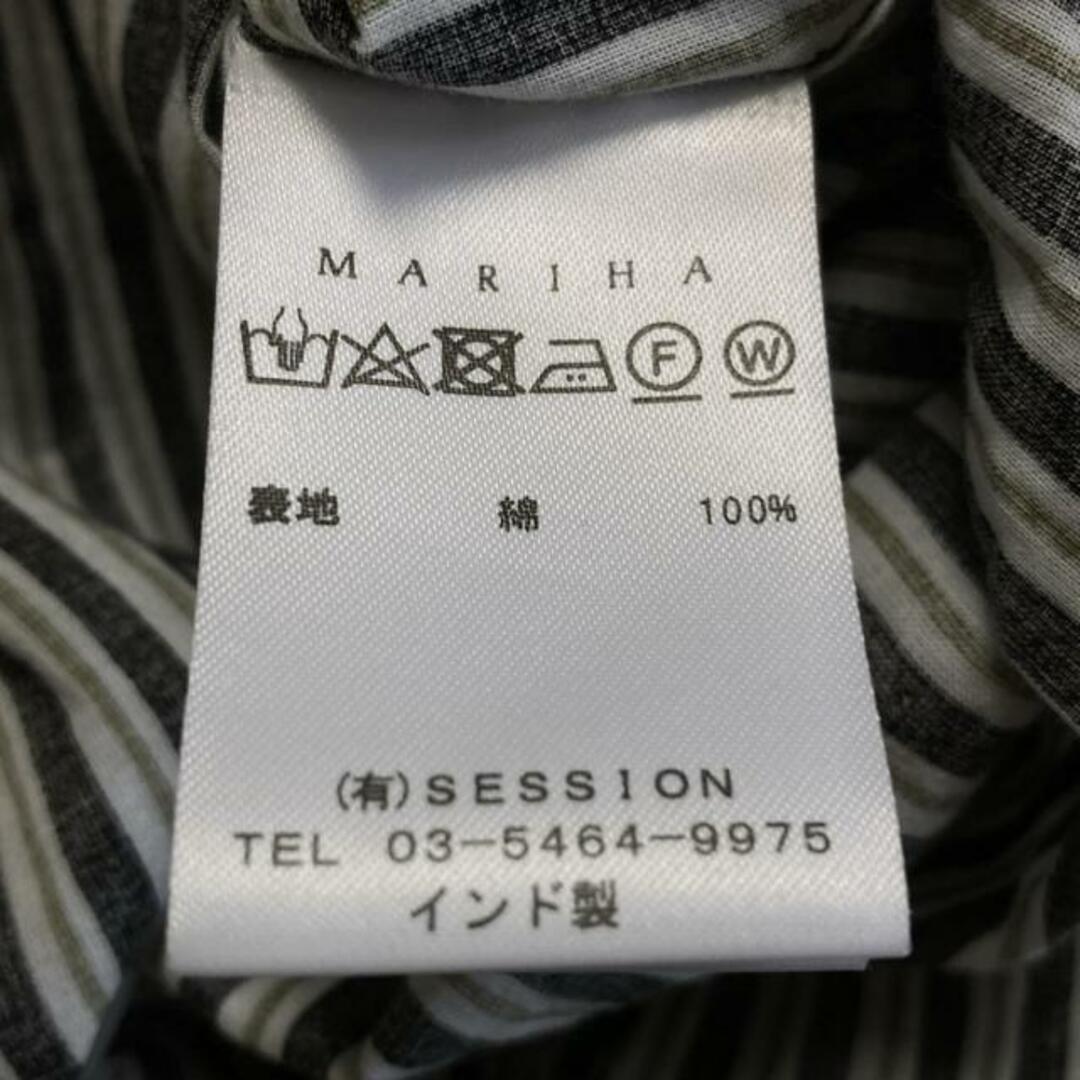 MARIHA
F W
表地 綿 100%
(有)SESSION
TEL 03-5464-9975
インド製